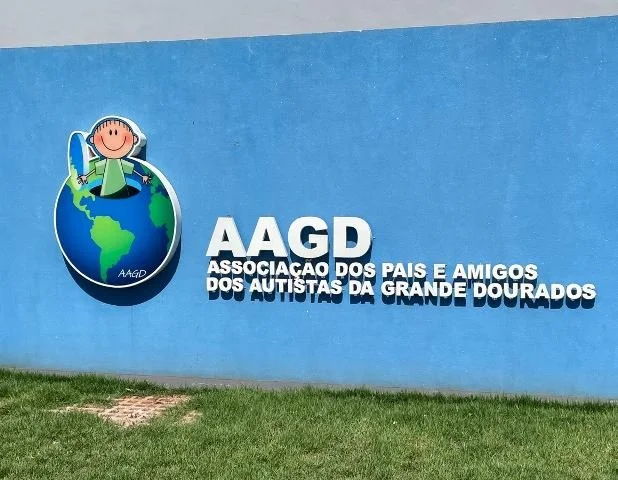 AAGD
AAGD
ASSOCIAÇÃO DOS PAIS E AMIGOS
DOS AUTISTAS DA GRANDE DOURADOS